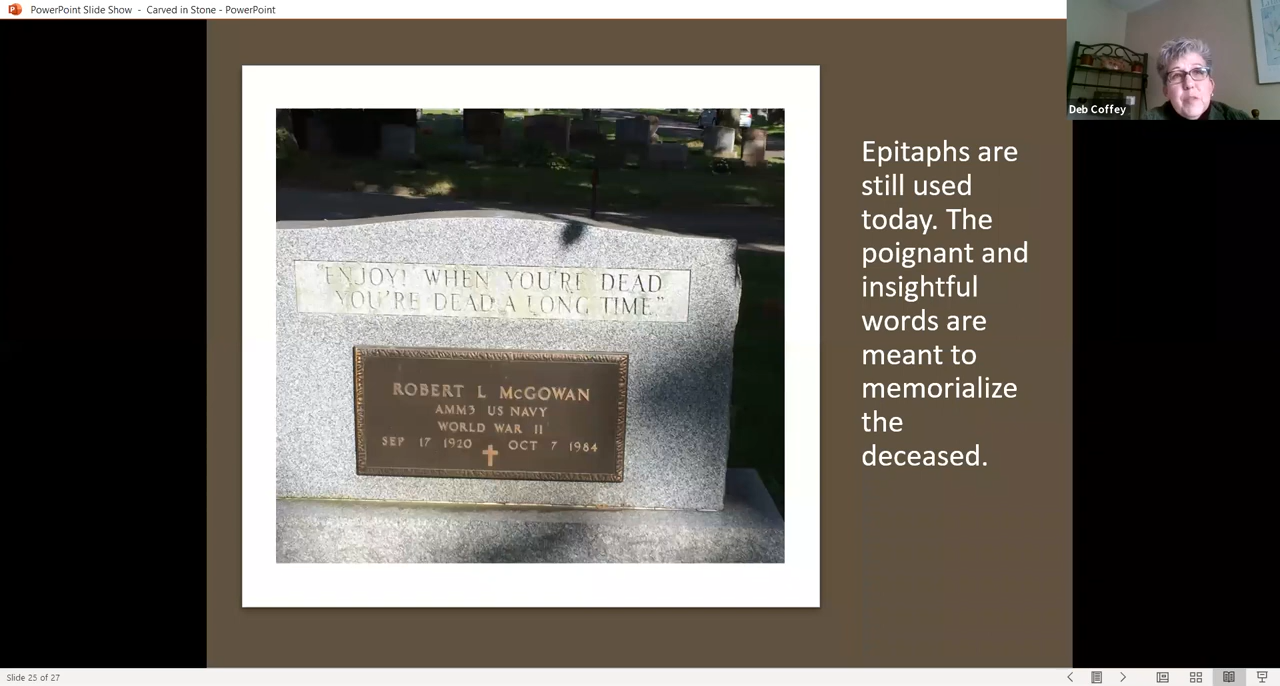 PowerPoint Slide Show - Carved in Stone - PowerPoint
Deb Coffey
"ENJOY! WHEN YOU'RE DEAD
YOU'RE DEAD A LONG TIME."
ROBERT L McGOWAN
AMM3 US NAVY
WORLD WAR II
SEP 17 1920 OCT 7 1984
Epitaphs are
still used
today. The
poignant and
insightful
words are
meant to
memorialize
the
deceased.
Slide 25 of 27